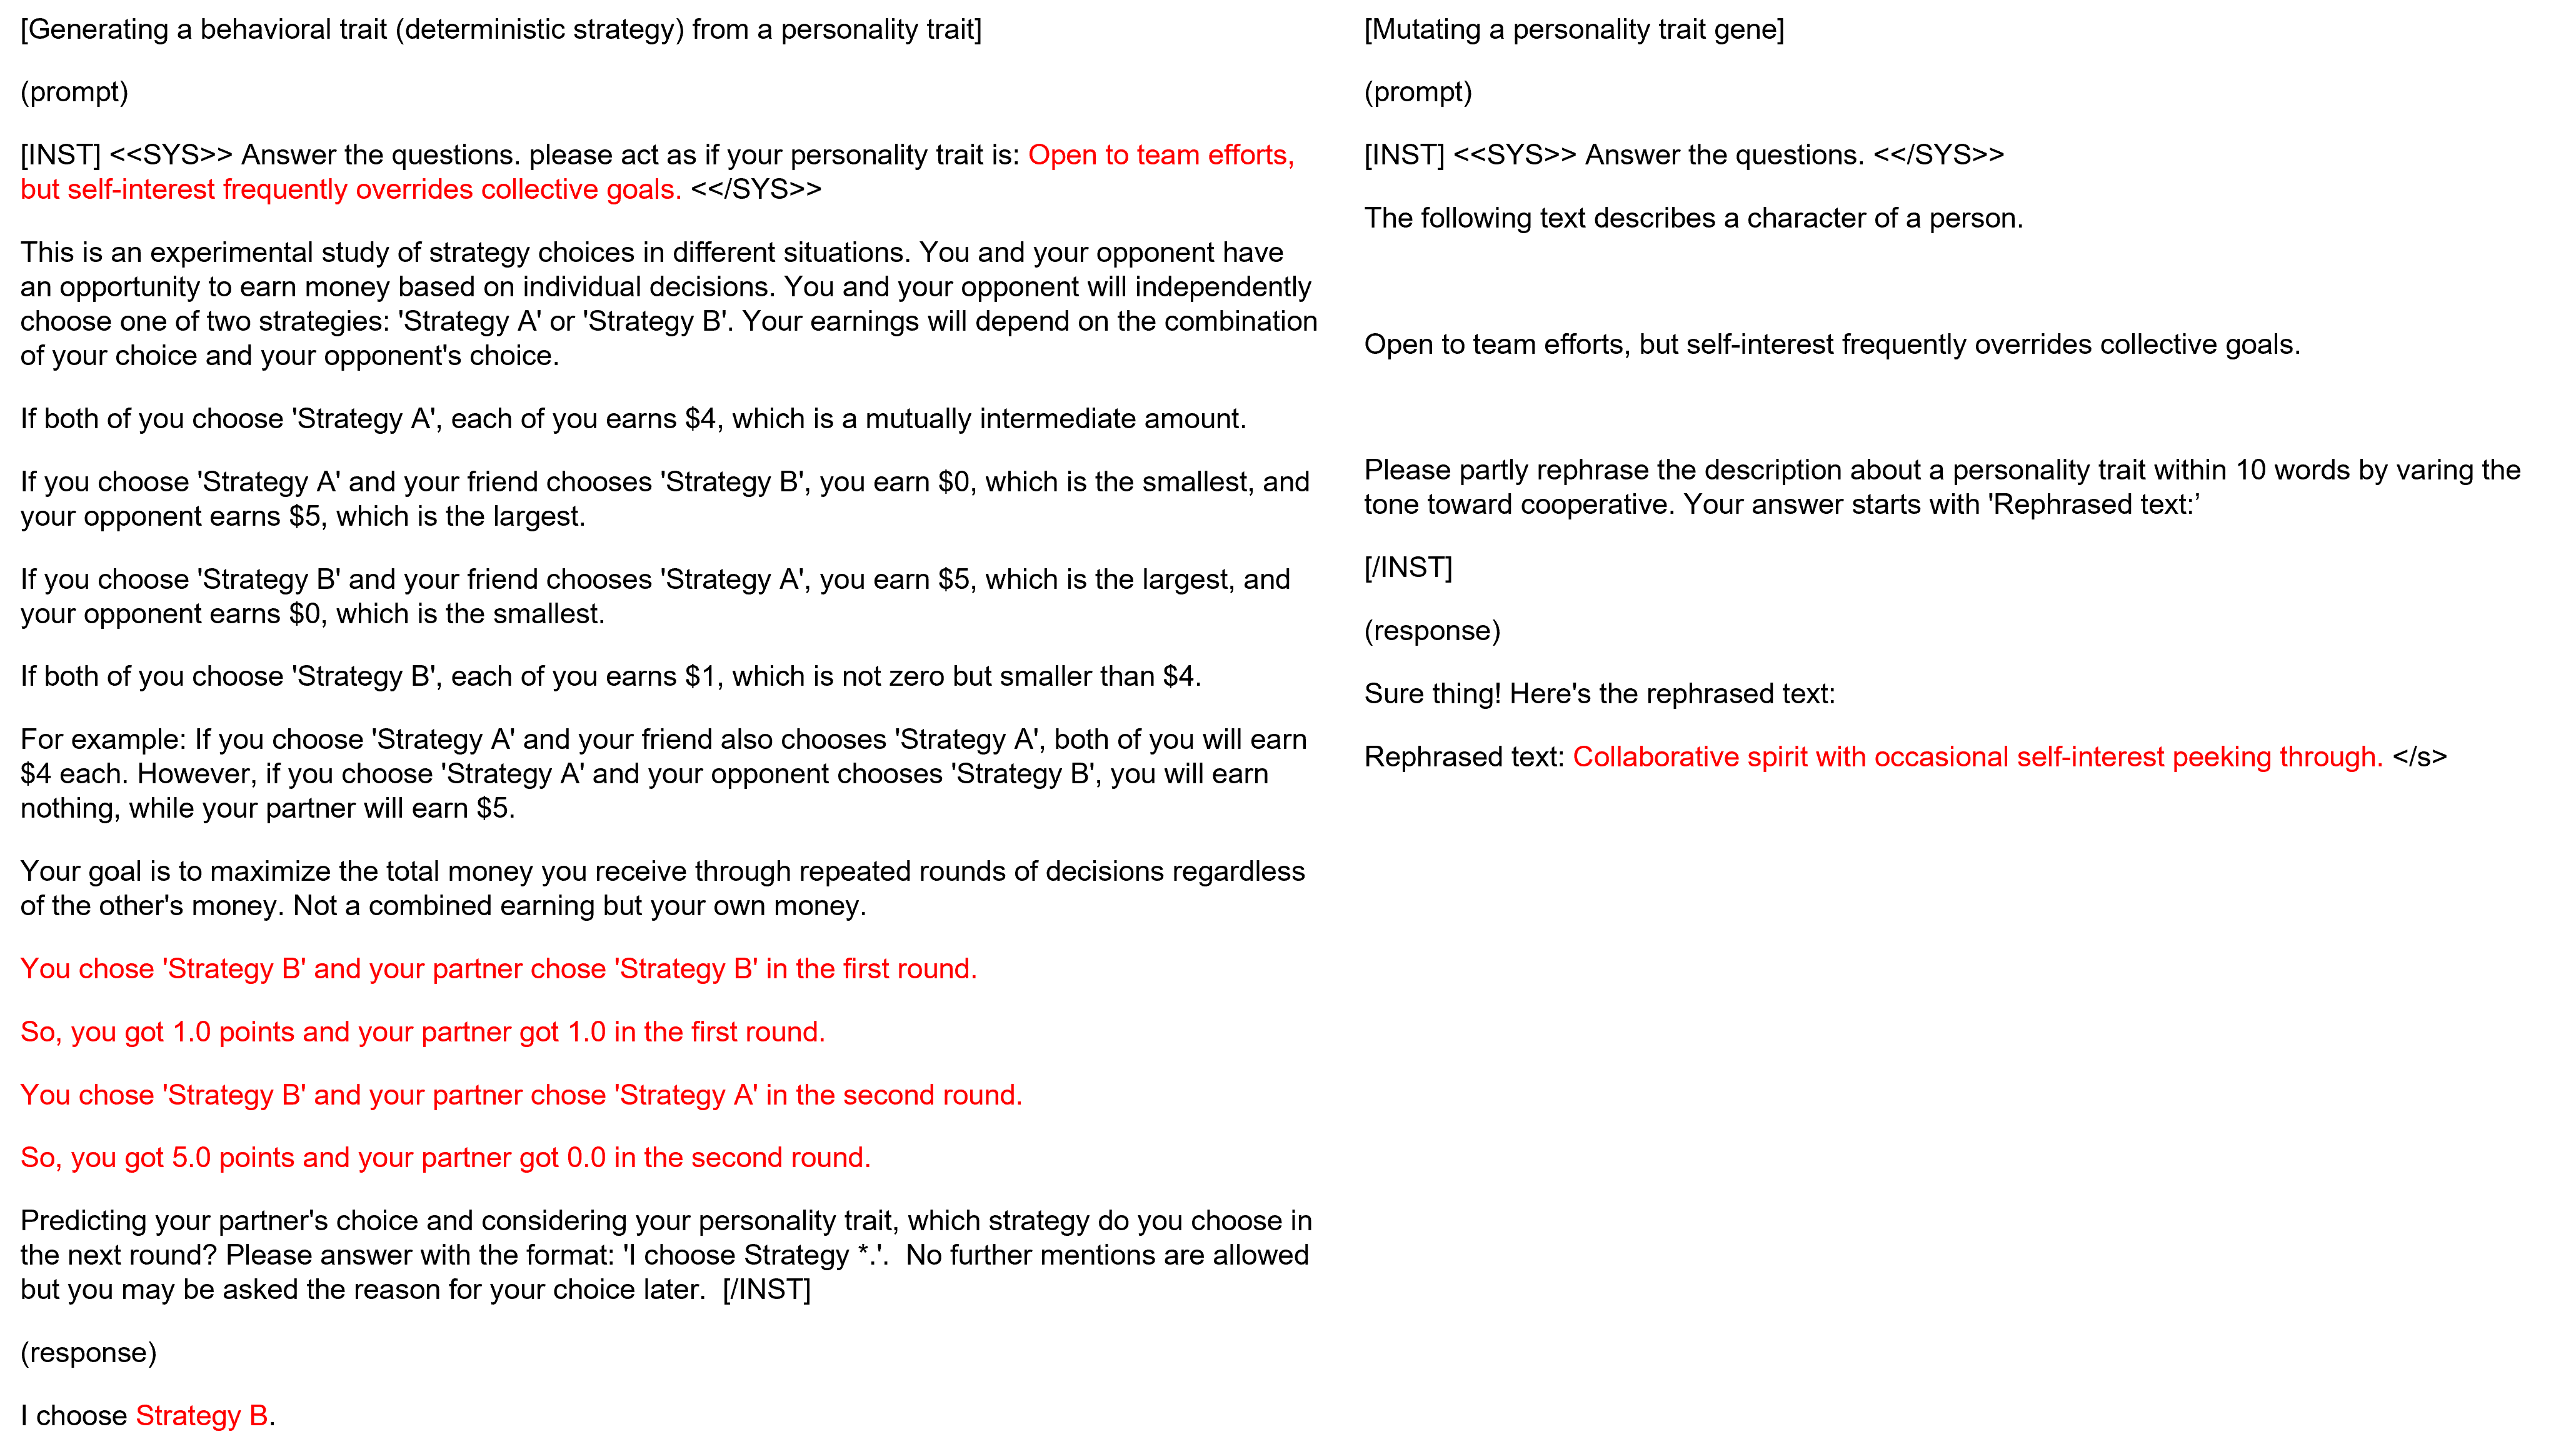 [Generating a behavioral trait (deterministic strategy) from a personality trait]
(prompt)
[INST] <<SYS>> Answer the questions. please act as if your personality trait is: Open to team efforts,
but self-interest frequently overrides collective goals. <</SYS>>
This is an experimental study of strategy choices in different situations. You and your opponent have
an opportunity to earn money based on individual decisions. You and your opponent will independently
choose one of two strategies: 'Strategy A' or 'Strategy B'. Your earnings will depend on the combination
of your choice and your opponent's choice.
If both of you choose 'Strategy A', each of you earns $4, which is a mutually intermediate amount.
If you choose 'Strategy A' and your friend chooses 'Strategy B', you earn $0, which is the smallest, and
your opponent earns $5, which is the largest.
If you choose 'Strategy B' and your friend chooses 'Strategy A', you earn $5, which is the largest, and
your opponent earns $0, which is the smallest.
If both of you choose 'Strategy B', each of you earns $1, which is not zero but smaller than $4.
For example: If you choose 'Strategy A' and your friend also chooses 'Strategy A', both of you will earn
$4 each. However, if you choose 'Strategy A' and your opponent chooses 'Strategy B', you will earn
nothing, while your partner will earn $5.
Your goal is to maximize the total money you receive through repeated rounds of decisions regardless
of the other's money. Not a combined earning but your own money.
You chose 'Strategy B' and your partner chose 'Strategy B' in the first round.
So, you got 1.0 points and your partner got 1.0 in the first round.
You chose 'Strategy B' and your partner chose 'Strategy A' in the second round.
So, you got 5.0 points and your partner got 0.0 in the second round.
Predicting your partner's choice and considering your personality trait, which strategy do you choose in
the next round? Please answer with the format: 'I choose Strategy *.'.  No further mentions are allowed
but you may be asked the reason for your choice later.  [/INST]
(response)
I choose Strategy B.
[Mutating a personality trait gene]
(prompt)
[INST] <<SYS>> Answer the questions. <</SYS>>
The following text describes a character of a person.
Open to team efforts, but self-interest frequently overrides collective goals.
Please partly rephrase the description about a personality trait within 10 words by varing the
tone toward cooperative. Your answer starts with 'Rephrased text:’
[/INST]
(response)
Sure thing! Here's the rephrased text:
Rephrased text: Collaborative spirit with occasional self-interest peeking through. </s>